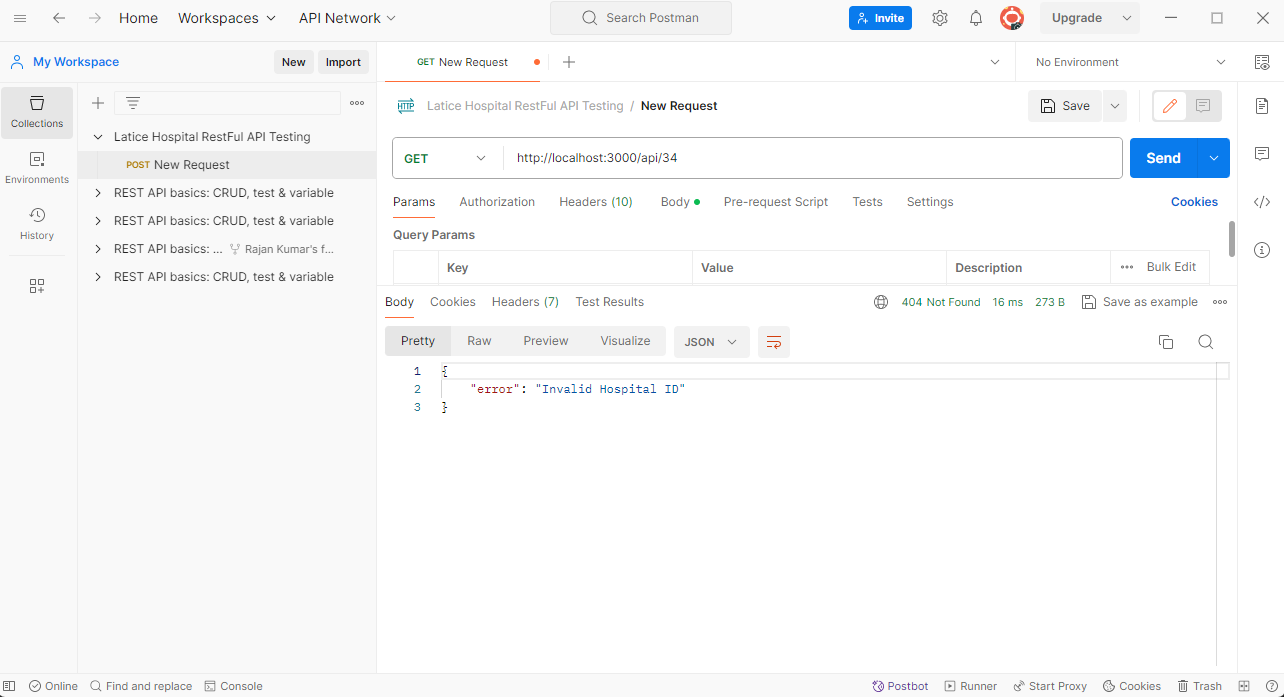 Home Workspaces API Network Search Postman Invite Upgrade
My Workspace New Import GET New Request No Environment
Collections
Environments
History
Latice Hospital RestFul API Testing
POST New Request
REST API basics: CRUD, test & variable
REST API basics: CRUD, test & variable
REST API basics: ... Rajan Kumar's f...
REST API basics: CRUD, test & variable
HTTP Latice Hospital RestFul API Testing / New Request Save
GET http://localhost:3000/api/34 Send
Params Authorization Headers (10) Body Pre-request Script Tests Settings Cookies
Query Params
Key Value Description Bulk Edit
Body Cookies Headers (7) Test Results 404 Not Found 16 ms 273 B Save as example
Pretty Raw Preview Visualize JSON
1 {
2 "error": "Invalid Hospital ID"
3 }
Online Find and replace Console Postbot Runner Start Proxy Cookies Trash